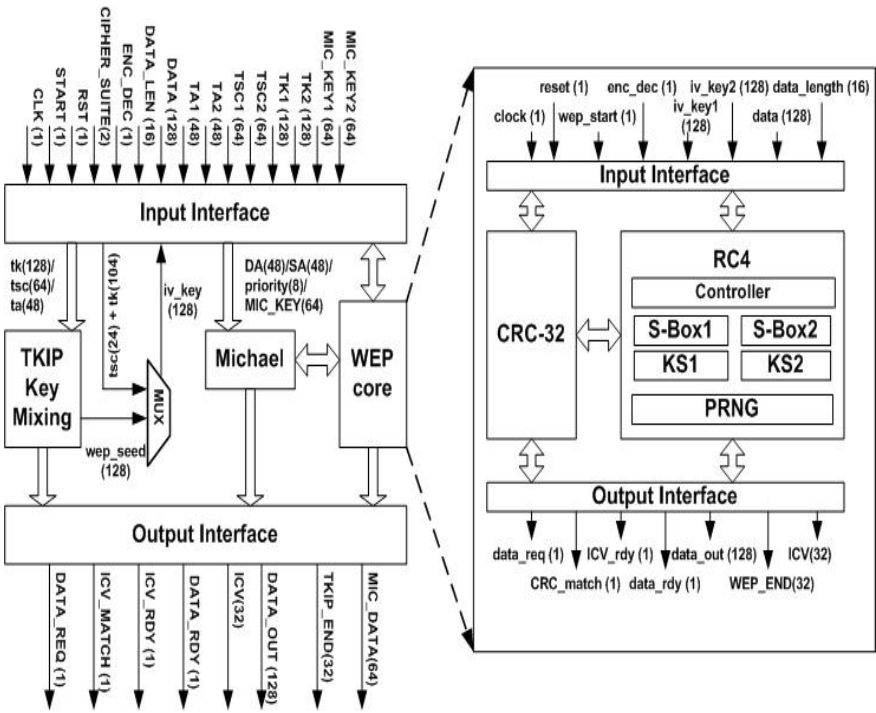 CLK (1)
START (1)
RST (1)
CIPHER_SUITE(2)
ENC_DEC (1)
DATA_LEN (16)
DATA (128)
TA1 (48)
TA2 (48)
TSC1 (64)
TSC2 (64)
TK1 (128)
TK2 (128)
MIC_KEY1 (64)
MIC_KEY2 (64)
Input Interface
tk(128)/
tsc(64)/
ta(48)
tsc(24) + tk(104)
iv_key
(128)
DA(48)/SA(48)/
priority(8)/
MIC_KEY(64)
TKIP
Key
Mixing
MUX
wep_seed
(128)
Michael
WEP
core
Output Interface
DATA_REQ (1)
ICV_MATCH (1)
ICV_RDY (1)
DATA_RDY (1)
ICV(32)
DATA_OUT (128)
TKIP_END(32)
MIC_DATA(64)
reset (1)
enc_dec (1)
iv_key2 (128)
data_length (16)
clock (1)
wep_start (1)
iv_key1
(128)
data (128)
Input Interface
CRC-32
RC4
Controller
S-Box1
S-Box2
KS1
KS2
PRNG
Output Interface
data_req (1)
ICV_rdy (1)
data_out (128)
ICV(32)
CRC_match (1)
data_rdy (1)
WEP_END(32)